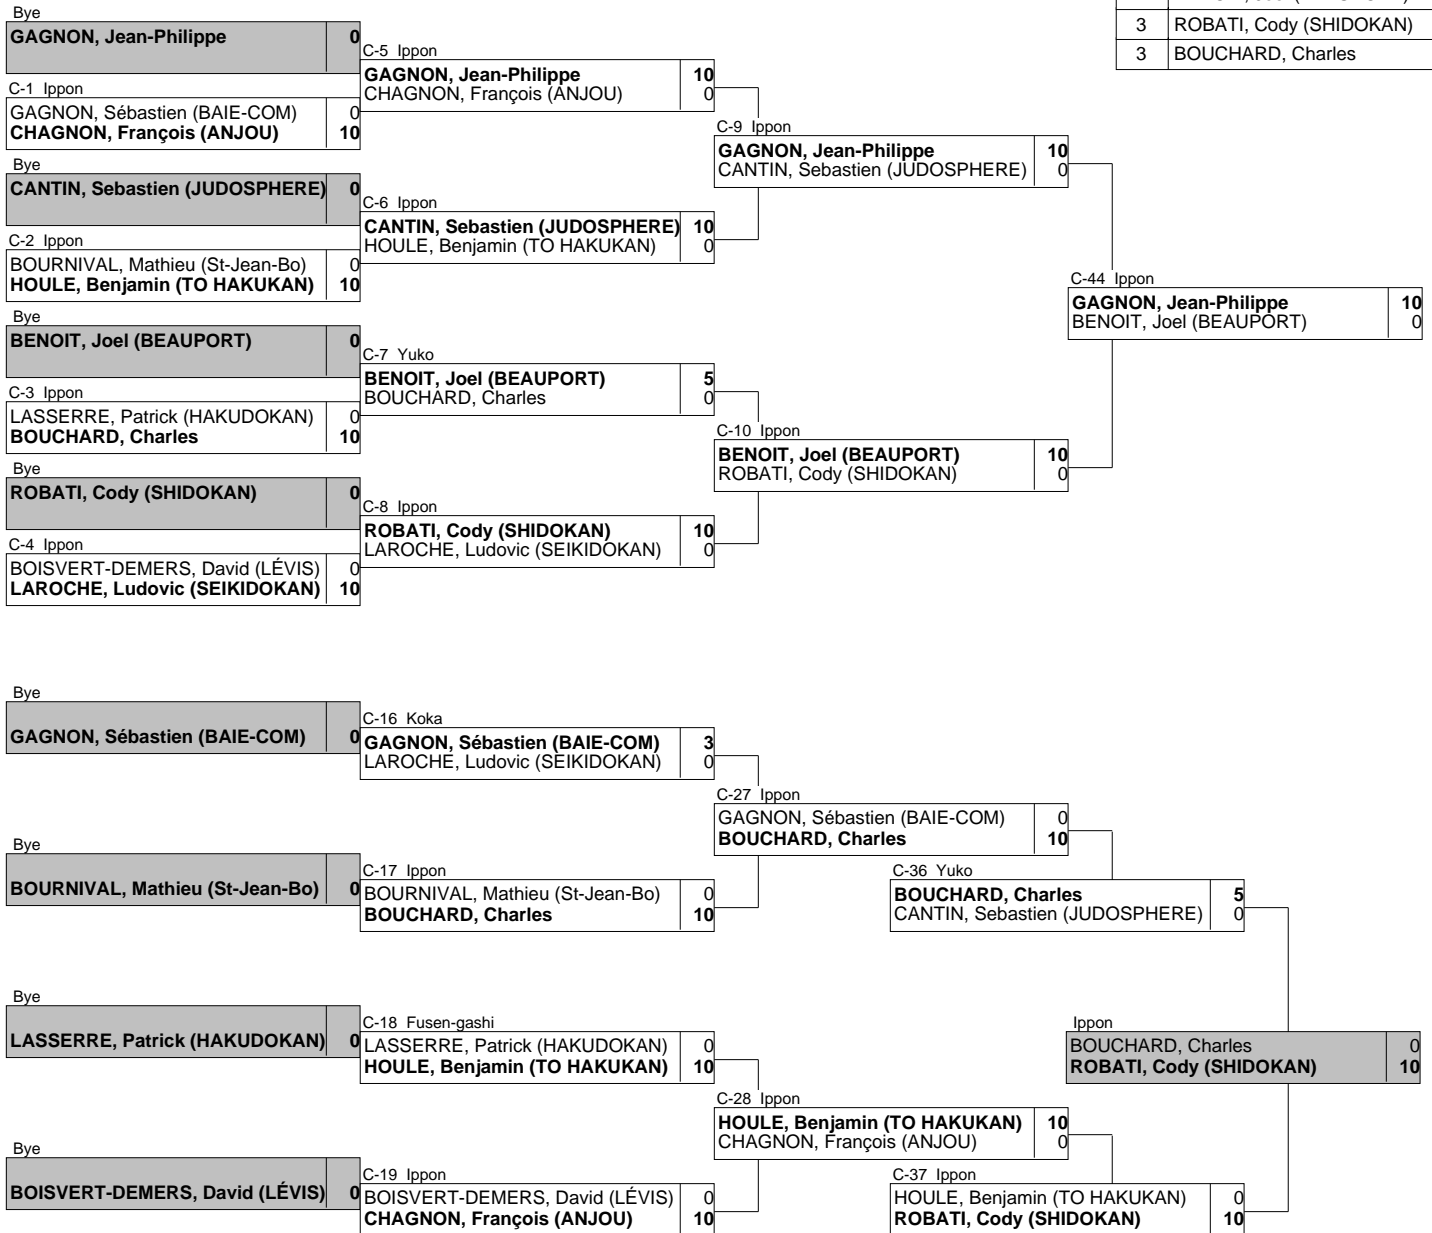 Bye
GAGNON, Jean-Philippe 0
C-1 Ippon
GAGNON, Sébastien (BAIE-COM) 0
CHAGNON, François (ANJOU) 10
Bye
CANTIN, Sebastien (JUDOSPHERE) 0
C-2 Ippon
BOURNIVAL, Mathieu (St-Jean-Bo) 0
HOULE, Benjamin (TO HAKUKAN) 10
Bye
BENOIT, Joel (BEAUPORT) 0
C-3 Ippon
LASSERRE, Patrick (HAKUDOKAN) 0
BOUCHARD, Charles 10
Bye
ROBATI, Cody (SHIDOKAN) 0
C-4 Ippon
BOISVERT-DEMERS, David (LÉVIS) 0
LAROCHE, Ludovic (SEIKIDOKAN) 10
C-5 Ippon
GAGNON, Jean-Philippe 10
CHAGNON, François (ANJOU) 0
C-6 Ippon
CANTIN, Sebastien (JUDOSPHERE) 10
HOULE, Benjamin (TO HAKUKAN) 0
C-7 Yuko
BENOIT, Joel (BEAUPORT) 5
BOUCHARD, Charles 0
C-8 Ippon
ROBATI, Cody (SHIDOKAN) 10
LAROCHE, Ludovic (SEIKIDOKAN) 0
C-9 Ippon
GAGNON, Jean-Philippe 10
CANTIN, Sebastien (JUDOSPHERE) 0
C-10 Ippon
BENOIT, Joel (BEAUPORT) 10
ROBATI, Cody (SHIDOKAN) 0
C-44 Ippon
GAGNON, Jean-Philippe 10
BENOIT, Joel (BEAUPORT) 0
3 ROBATI, Cody (SHIDOKAN)
3 BOUCHARD, Charles
Bye
GAGNON, Sébastien (BAIE-COM) 0
Bye
BOURNIVAL, Mathieu (St-Jean-Bo) 0
Bye
LASSERRE, Patrick (HAKUDOKAN) 0
Bye
BOISVERT-DEMERS, David (LÉVIS) 0
C-16 Koka
GAGNON, Sébastien (BAIE-COM) 3
LAROCHE, Ludovic (SEIKIDOKAN) 0
C-17 Ippon
BOURNIVAL, Mathieu (St-Jean-Bo) 0
BOUCHARD, Charles 10
C-18 Fusen-gashi
LASSERRE, Patrick (HAKUDOKAN) 0
HOULE, Benjamin (TO HAKUKAN) 10
C-19 Ippon
BOISVERT-DEMERS, David (LÉVIS) 0
CHAGNON, François (ANJOU) 10
C-27 Ippon
GAGNON, Sébastien (BAIE-COM) 0
BOUCHARD, Charles 10
C-28 Ippon
HOULE, Benjamin (TO HAKUKAN) 10
CHAGNON, François (ANJOU) 0
C-36 Yuko
BOUCHARD, Charles 5
CANTIN, Sebastien (JUDOSPHERE) 0
C-37 Ippon
HOULE, Benjamin (TO HAKUKAN) 0
ROBATI, Cody (SHIDOKAN) 10
Ippon
BOUCHARD, Charles 0
ROBATI, Cody (SHIDOKAN) 10